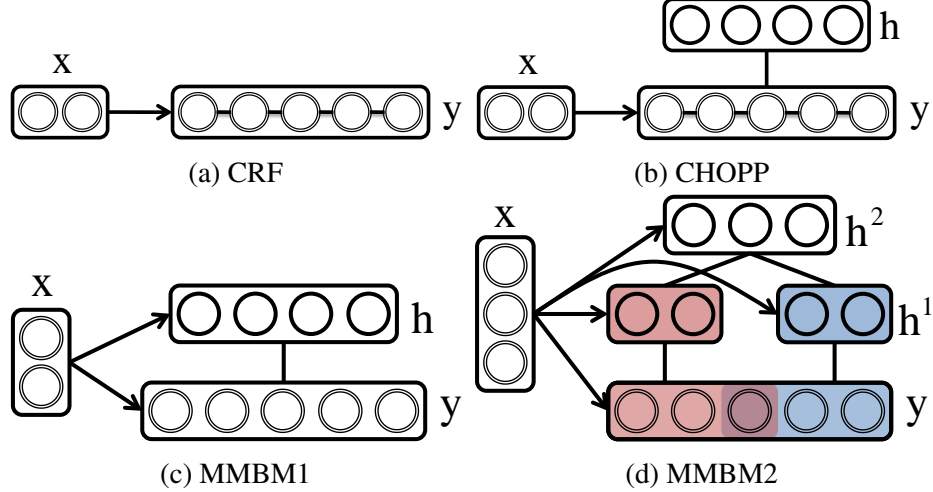 x
y
(a) CRF
h
x
y
(b) CHOPP
x
h
y
(c) MMBM1
x
h²
h¹
y
(d) MMBM2